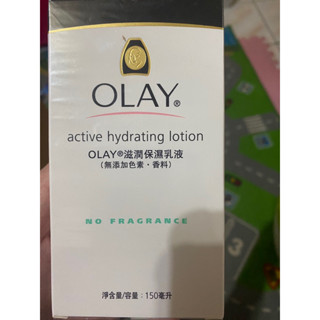 OLAY®
active hydrating lotion
OLAY®滋潤保濕乳液
(無添加色素·香料)
NO FRAGRANCE
淨含量/容量:150毫升
3